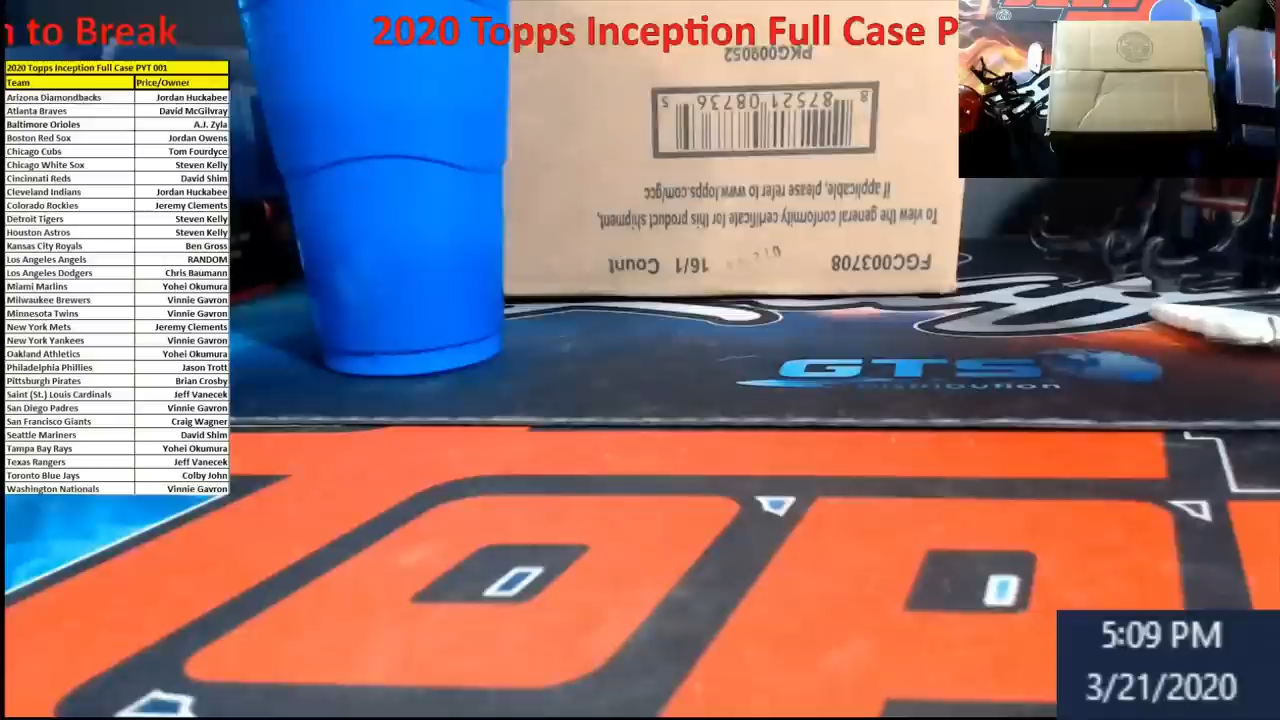 n to Break
2020 Topps Inception Full Case P
2020 Topps Inception Full Case PYT 001
Team Price/Owner
Arizona Diamondbacks Jordan Huckabee
Atlanta Braves David McGilvray
Baltimore Orioles A.J. Zyla
Boston Red Sox Jordan Owens
Chicago Cubs Tom Fourdyce
Chicago White Sox Steven Kelly
Cincinnati Reds David Shim
Cleveland Indians Jordan Huckabee
Colorado Rockies Jeremy Clements
Detroit Tigers Steven Kelly
Houston Astros Steven Kelly
Kansas City Royals Ben Gross
Los Angeles Angels RANDOM
Los Angeles Dodgers Chris Baumann
Miami Marlins Yohei Okumura
Milwaukee Brewers Vinnie Gavron
Minnesota Twins Vinnie Gavron
New York Mets Jeremy Clements
New York Yankees Vinnie Gavron
Oakland Athletics Yohei Okumura
Philadelphia Phillies Jason Trott
Pittsburgh Pirates Brian Crosby
Saint (St.) Louis Cardinals Jeff Vanecek
San Diego Padres Vinnie Gavron
San Francisco Giants Craig Wagner
Seattle Mariners David Shim
Tampa Bay Rays Yohei Okumura
Texas Rangers Jeff Vanecek
Toronto Blue Jays Colby John
Washington Nationals Vinnie Gavron
FGC003708 16/1 Count
To view the general conformity certificate for this product shipment,
if applicable, please refer to www.topps.com/gcc
8 87521 08736 5
PKG009052
GTS
DISTRIBUTION
5:09 PM
3/21/2020